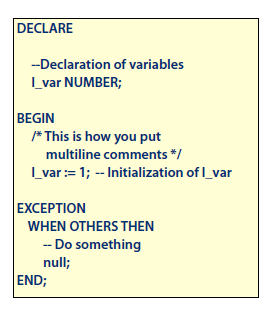 DECLARE
--Declaration of variables
l_var NUMBER;
BEGIN
/* This is how you put
multiline comments */
l_var := 1;  -- Initialization of l_var
EXCEPTION
WHEN OTHERS THEN
-- Do something
null;
END;